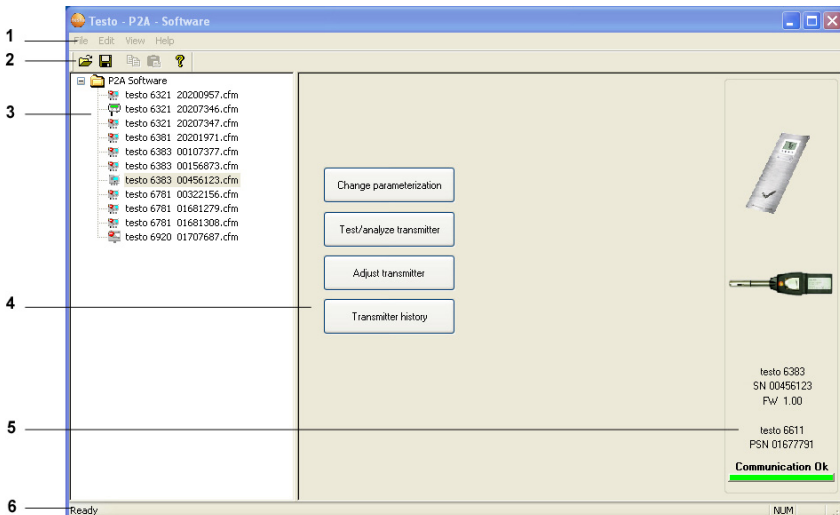 Testo - P2A - Software
1
File Edit View Help
2
P2A Software
testo 6321 20200957.cfm
3
testo 6321 20207346.cfm
testo 6321 20207347.cfm
testo 6381 20201971.cfm
testo 6383 00107377.cfm
testo 6383 00156873.cfm
testo 6383 00456123.cfm
testo 6781 00322156.cfm
testo 6781 01681279.cfm
testo 6781 01681308.cfm
testo 6920 01707687.cfm
Change parameterization
Test/analyze transmitter
Adjust transmitter
4
Transmitter history
testo 6383
SN 00456123
FW 1.00
5
testo 6611
PSN 01677791
Communication Ok
6
Ready
NUM